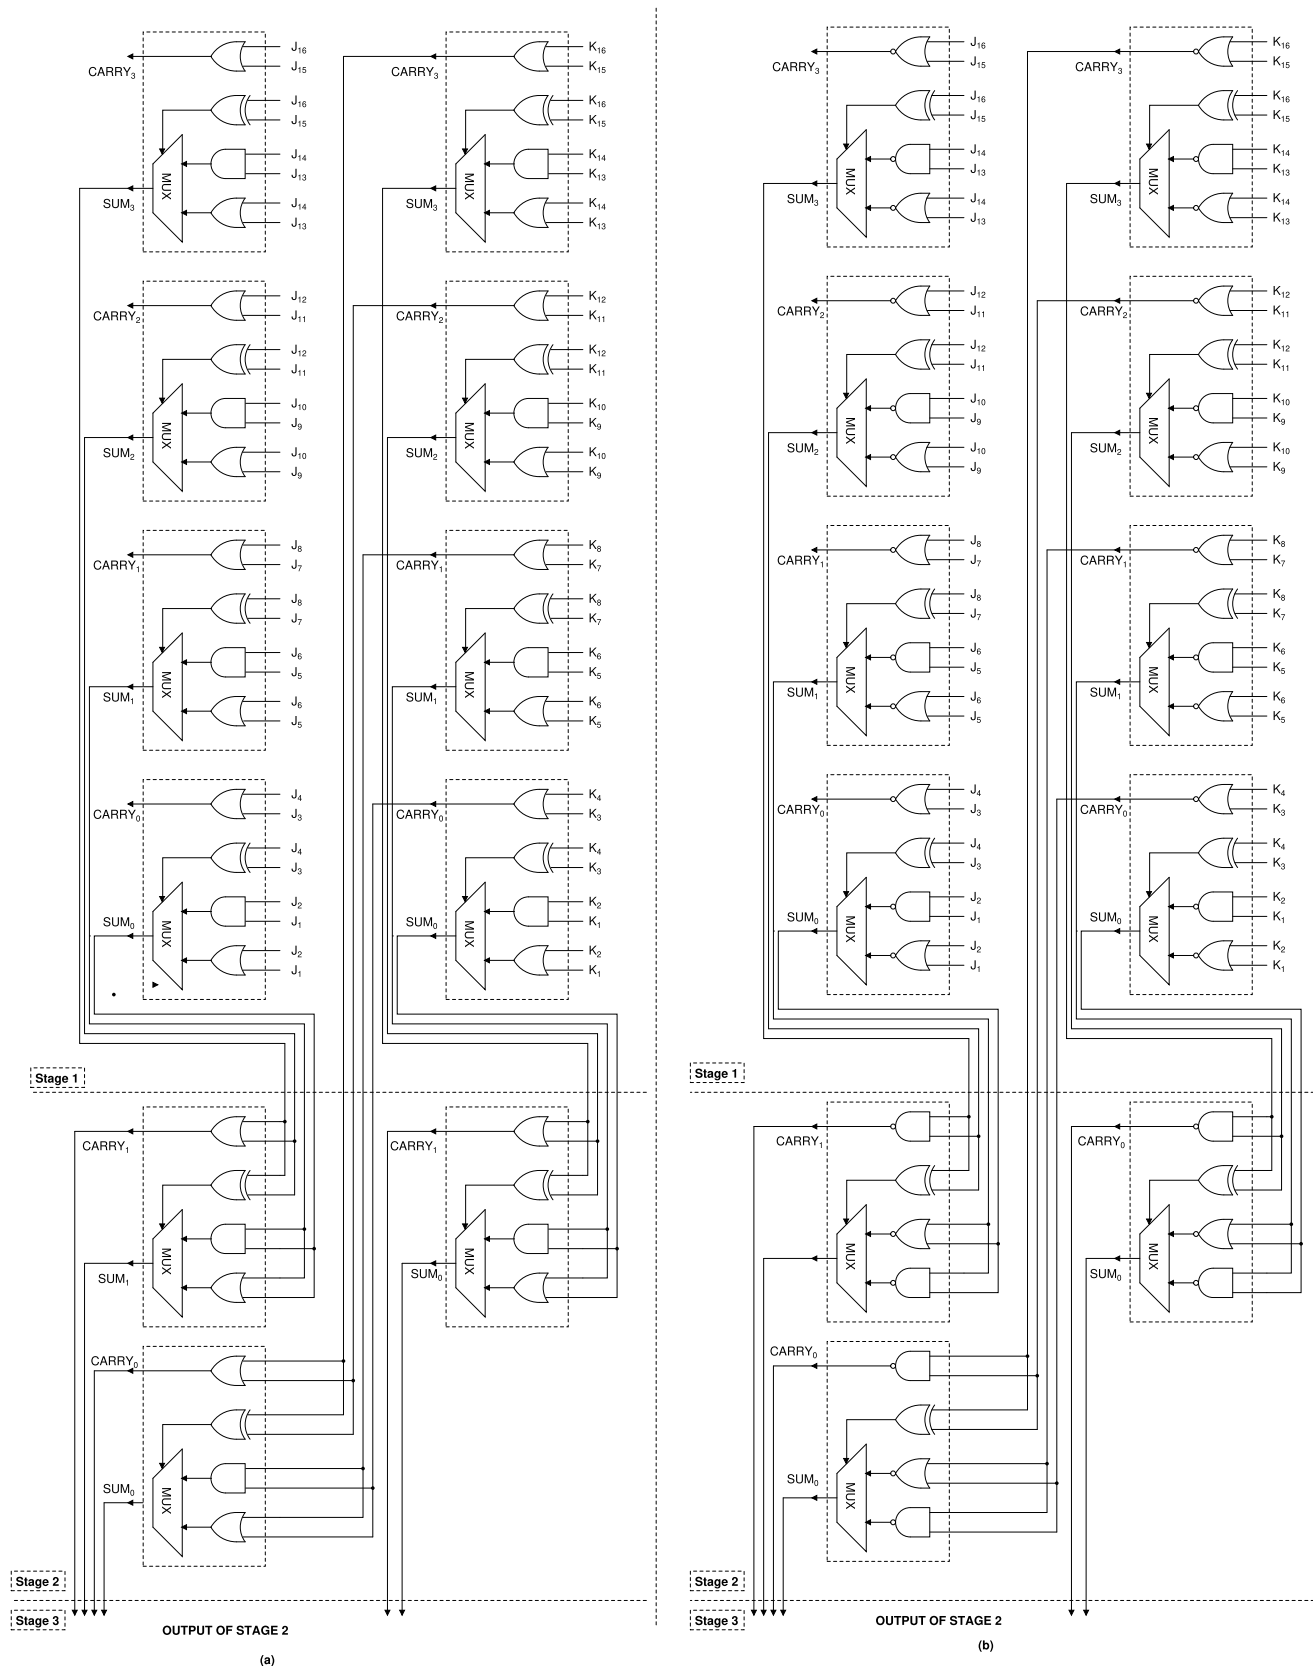 J16
CARRY3
J15
J16
J15
J14
MUX
J13
SUM3
J14
J13
J12
CARRY2
J11
J12
J11
J10
MUX
J9
SUM2
J10
J9
J8
CARRY1
J7
J8
J7
J6
MUX
J5
SUM1
J6
J5
J4
CARRY0
J3
J4
J3
J2
MUX
J1
SUM0
J2
J1
K16
CARRY3
K15
K16
K15
K14
MUX
K13
SUM3
K14
K13
K12
CARRY2
K11
K12
K11
K10
MUX
K9
SUM2
K10
K9
K8
CARRY1
K7
K8
K7
K6
MUX
K5
SUM1
K6
K5
K4
CARRY0
K3
K4
K3
K2
MUX
K1
SUM0
K2
K1
Stage 1
CARRY1
MUX
SUM1
CARRY1
MUX
SUM0
CARRY0
MUX
SUM0
Stage 2
Stage 3
OUTPUT OF STAGE 2
(a)
J16
CARRY3
J15
J16
J15
J14
MUX
J13
SUM3
J14
J13
J12
CARRY2
J11
J12
J11
J10
MUX
J9
SUM2
J10
J9
J8
CARRY1
J7
J8
J7
J6
MUX
J5
SUM1
J6
J5
J4
CARRY0
J3
J4
J3
J2
MUX
J1
SUM0
J2
J1
K16
CARRY3
K15
K16
K15
K14
MUX
K13
SUM3
K14
K13
K12
CARRY2
K11
K12
K11
K10
MUX
K9
SUM2
K10
K9
K8
CARRY1
K7
K8
K7
K6
MUX
K5
SUM1
K6
K5
K4
CARRY0
K3
K4
K3
K2
MUX
K1
SUM0
K2
K1
Stage 1
CARRY1
MUX
CARRY0
MUX
SUM0
CARRY0
MUX
SUM0
Stage 2
Stage 3
OUTPUT OF STAGE 2
(b)